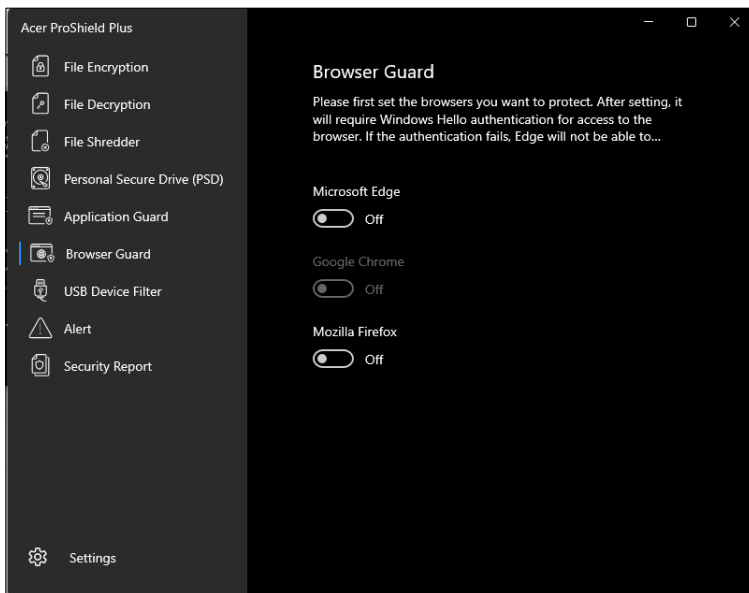 Acer ProShield Plus
File Encryption
File Decryption
File Shredder
Personal Secure Drive (PSD)
Application Guard
Browser Guard
USB Device Filter
Alert
Security Report
Settings
Browser Guard
Please first set the browsers you want to protect. After setting, it
will require Windows Hello authentication for access to the
browser. If the authentication fails, Edge will not be able to...
Microsoft Edge
Off
Google Chrome
Off
Mozilla Firefox
Off